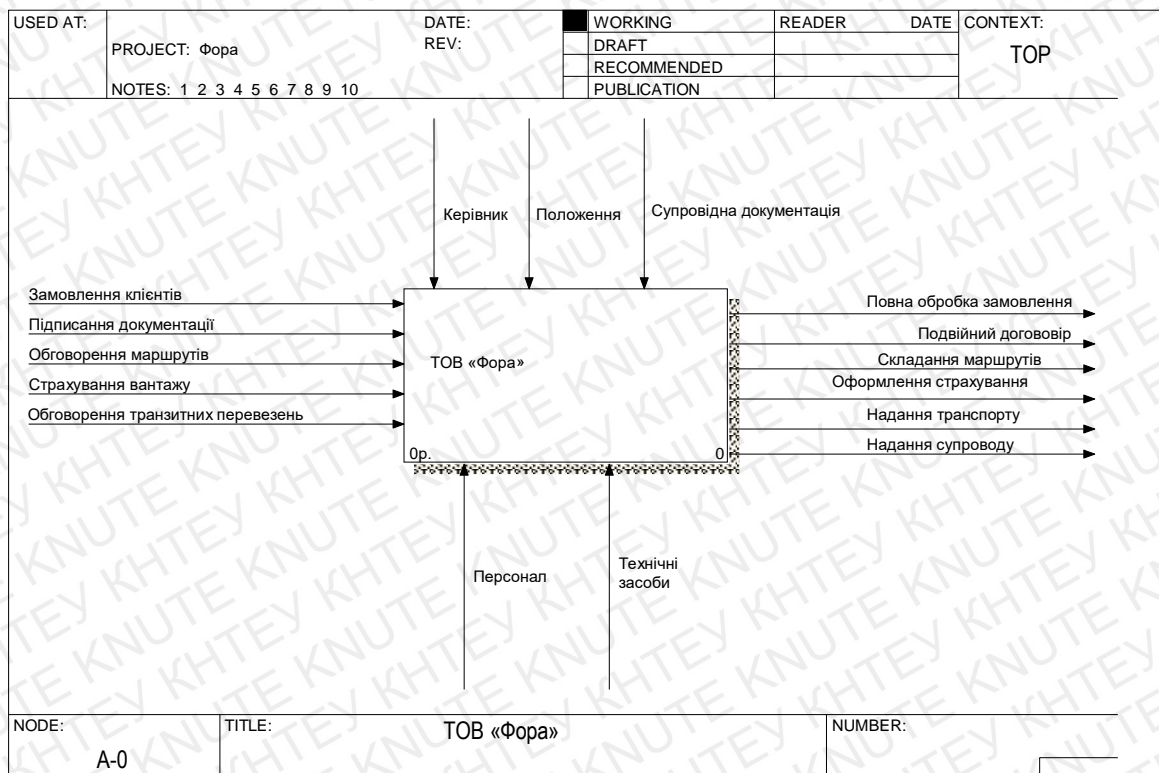 USED AT:
PROJECT: Фора
NOTES: 1 2 3 4 5 6 7 8 9 10
DATE:
REV:
WORKING
DRAFT
RECOMMENDED
PUBLICATION
READER DATE
CONTEXT:
TOP
Керівник
Положення
Супровідна документація
Замовлення клієнтів
Підписання документації
Обговорення маршрутів
Страхування вантажу
Обговорення транзитних перевезень
ТОВ «Фора»
0р. 0
Повна обробка замовлення
Подвійний догововір
Складання маршрутів
Оформлення страхування
Надання транспорту
Надання супроводу
Персонал
Технічні
засоби
NODE:
A-0
TITLE:
ТОВ «Фора»
NUMBER:
KNUTE КНТЕУ